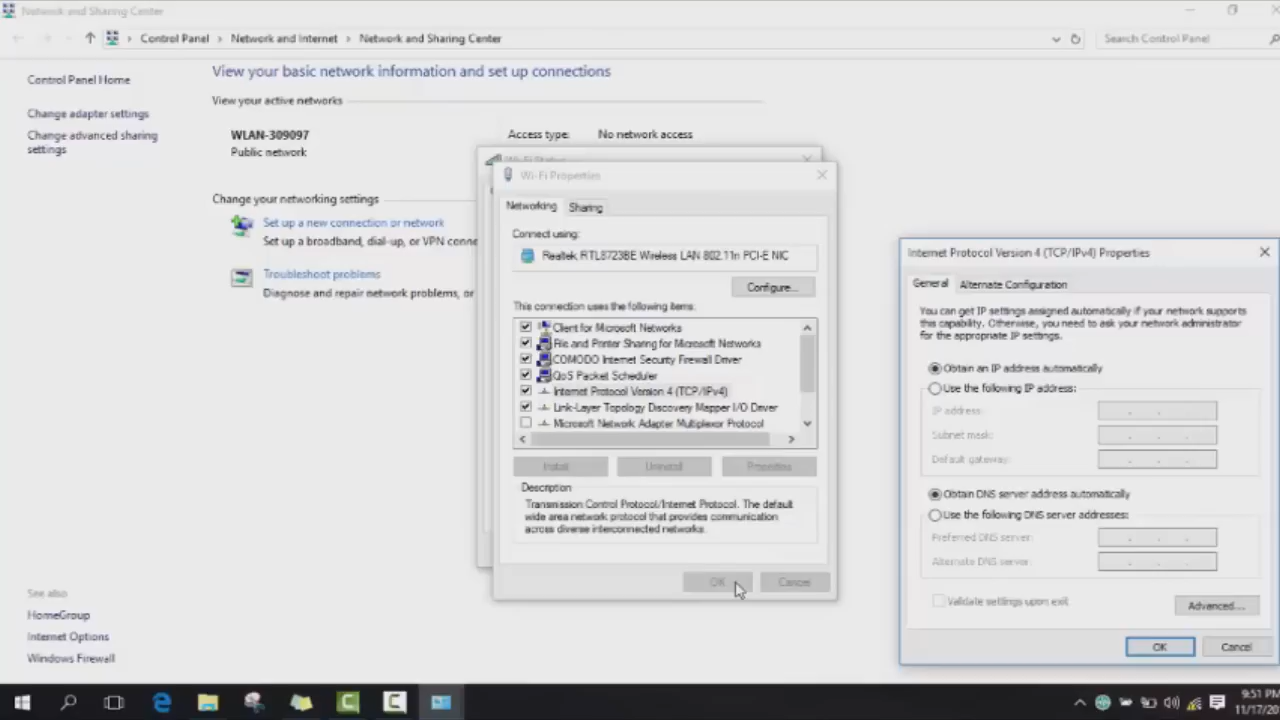 Network and Sharing Center
Control Panel > Network and Internet > Network and Sharing Center
Search Control Panel
Control Panel Home
Change adapter settings
Change advanced sharing
settings
See also
HomeGroup
Internet Options
Windows Firewall
View your basic network information and set up connections
View your active networks
WLAN-309097
Public network
Access type: No network access
Change your networking settings
Set up a new connection or network
Set up a broadband, dial-up, or VPN conne
Troubleshoot problems
Diagnose and repair network problems, or
Wi-Fi Status
Wi-Fi Properties
Networking Sharing
Connect using:
Realtek RTL8723BE Wireless LAN 802.11n PCI-E NIC
Configure...
This connection uses the following items:
Client for Microsoft Networks
File and Printer Sharing for Microsoft Networks
COMODO Internet Security Firewall Driver
QoS Packet Scheduler
Internet Protocol Version 4 (TCP/IPv4)
Link-Layer Topology Discovery Mapper I/O Driver
Microsoft Network Adapter Multiplexor Protocol
Install... Uninstall Properties
Description
Transmission Control Protocol/Internet Protocol. The default
wide area network protocol that provides communication
across diverse interconnected networks.
OK Cancel
Internet Protocol Version 4 (TCP/IPv4) Properties
General Alternate Configuration
You can get IP settings assigned automatically if your network supports
this capability. Otherwise, you need to ask your network administrator
for the appropriate IP settings.
Obtain an IP address automatically
Use the following IP address:
IP address:
Subnet mask:
Default gateway:
Obtain DNS server address automatically
Use the following DNS server addresses:
Preferred DNS server:
Alternate DNS server:
Validate settings upon exit
Advanced...
OK Cancel
9:51 PM
11/17/20